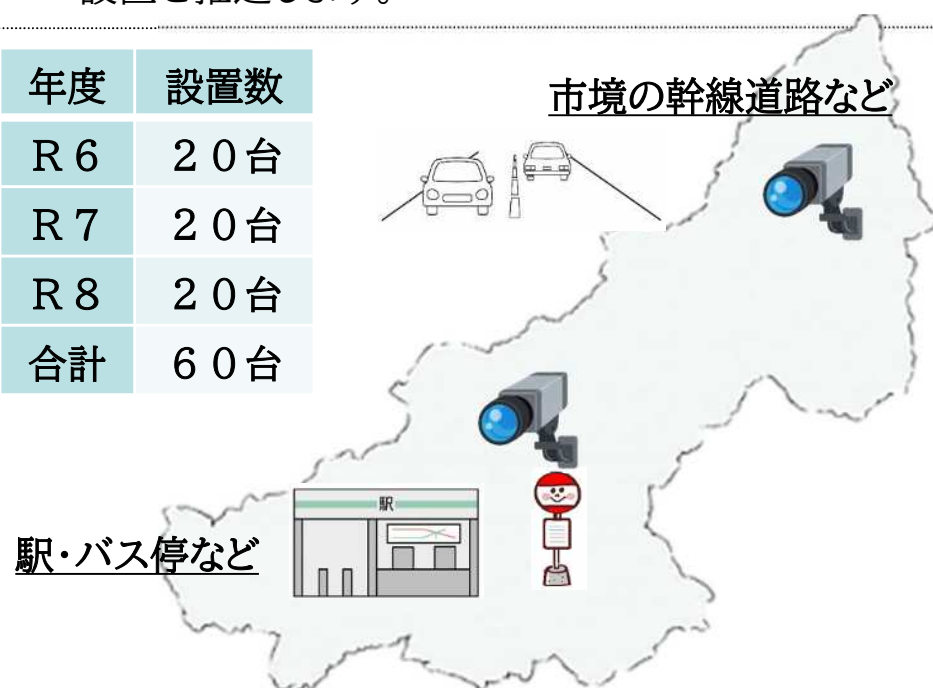 設置を推進します。
年度 設置数
R6 20台
R7 20台
R8 20台
合計 60台
市境の幹線道路など
駅
駅・バス停など